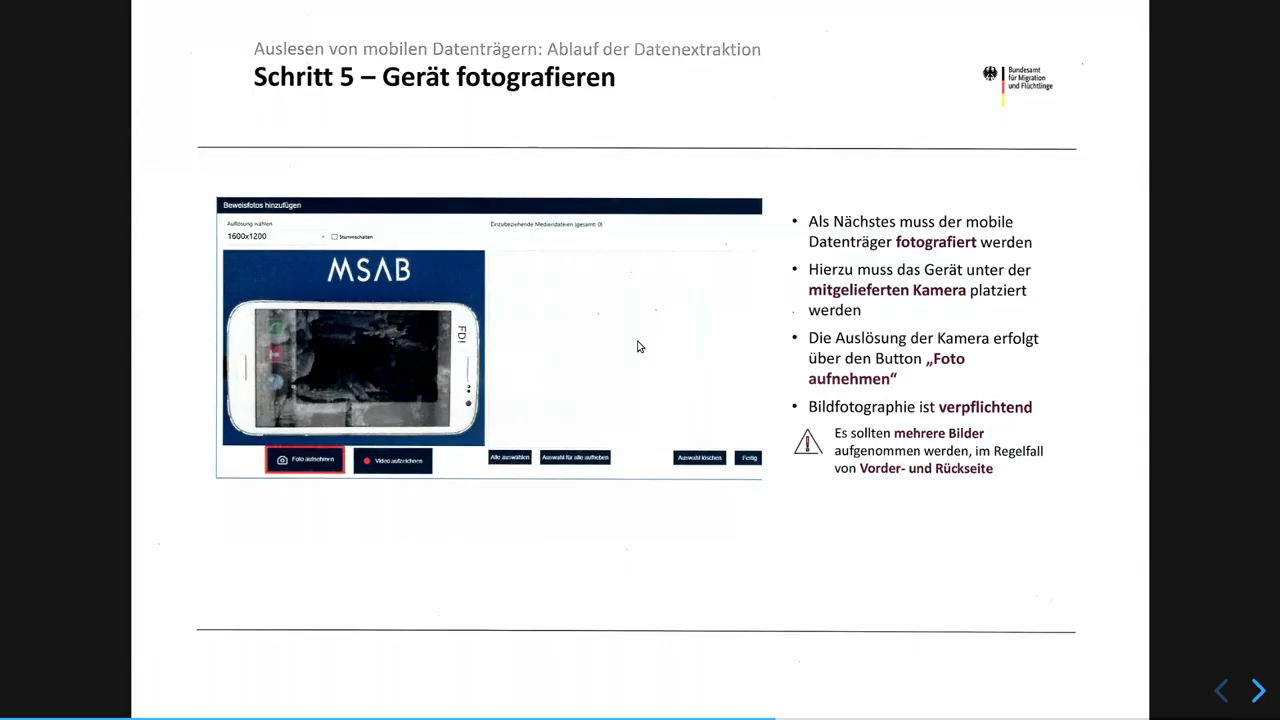 Auslesen von mobilen Datenträgern: Ablauf der Datenextraktion
Schritt 5 – Gerät fotografieren
Bundesamt
für Migration
und Flüchtlinge
Beweisfotos hinzufügen
Auflösung wählen
1600x1200
Stummschalten
Einzubeziehende Mediendateien (gesamt: 0)
MSAB
FDI
Foto aufnehmen
Video aufzeichnen
Alle auswählen
Auswahl für alle aufheben
Auswahl löschen
Fertig
• Als Nächstes muss der mobile
Datenträger fotografiert werden
• Hierzu muss das Gerät unter der
mitgelieferten Kamera platziert
werden
• Die Auslösung der Kamera erfolgt
über den Button „Foto
aufnehmen“
• Bildfotographie ist verpflichtend
Es sollten mehrere Bilder
aufgenommen werden, im Regelfall
von Vorder- und Rückseite